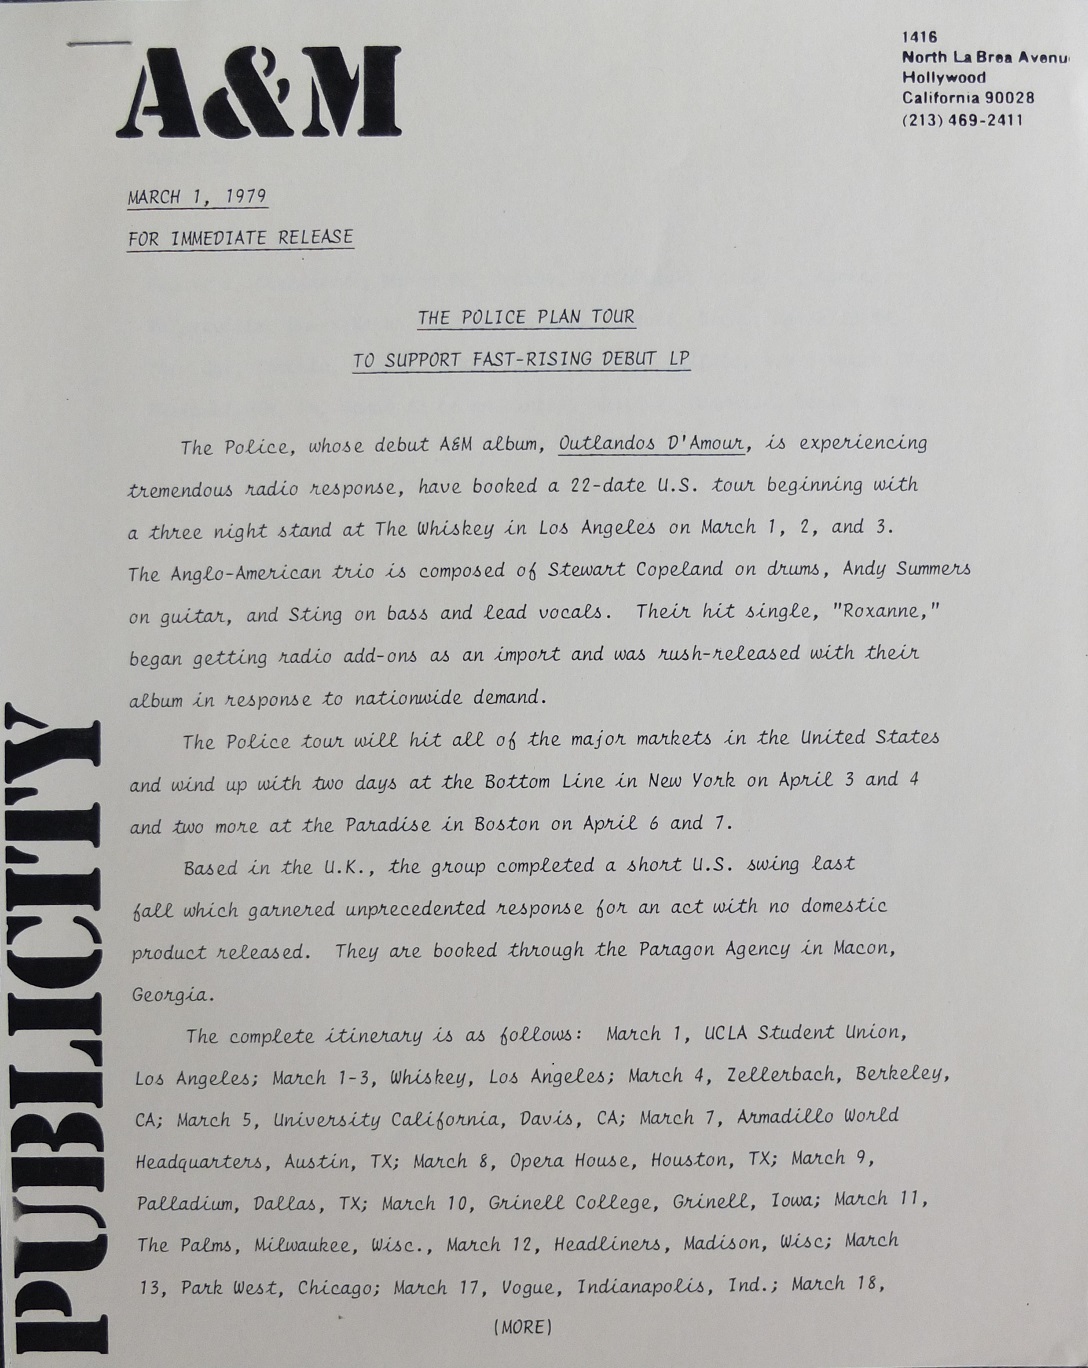 A&M
1416
North La Brea Avenu
Hollywood
California 90028
(213) 469-2411
MARCH 1, 1979
FOR IMMEDIATE RELEASE
THE POLICE PLAN TOUR
TO SUPPORT FAST-RISING DEBUT LP
The Police, whose debut A&M album, Outlandos D'Amour, is experiencing
tremendous radio response, have booked a 22-date U.S. tour beginning with
a three night stand at The Whiskey in Los Angeles on March 1, 2, and 3.
The Anglo-American trio is composed of Stewart Copeland on drums, Andy Summers
on guitar, and Sting on bass and lead vocals. Their hit single, "Roxanne,"
began getting radio add-ons as an import and was rush-released with their
album in response to nationwide demand.
The Police tour will hit all of the major markets in the United States
and wind up with two days at the Bottom Line in New York on April 3 and 4
and two more at the Paradise in Boston on April 6 and 7.
Based in the U.K., the group completed a short U.S. swing last
fall which garnered unprecedented response for an act with no domestic
product released. They are booked through the Paragon Agency in Macon,
Georgia.
The complete itinerary is as follows: March 1, UCLA Student Union,
Los Angeles; March 1-3, Whiskey, Los Angeles; March 4, Zellerbach, Berkeley,
CA; March 5, University California, Davis, CA; March 7, Armadillo World
Headquarters, Austin, TX; March 8, Opera House, Houston, TX; March 9,
Palladium, Dallas, TX; March 10, Grinell College, Grinell, Iowa; March 11,
The Palms, Milwaukee, Wisc., March 12, Headliners, Madison, Wisc; March
13, Park West, Chicago; March 17, Vogue, Indianapolis, Ind.; March 18,
(MORE)
PUBLICITY